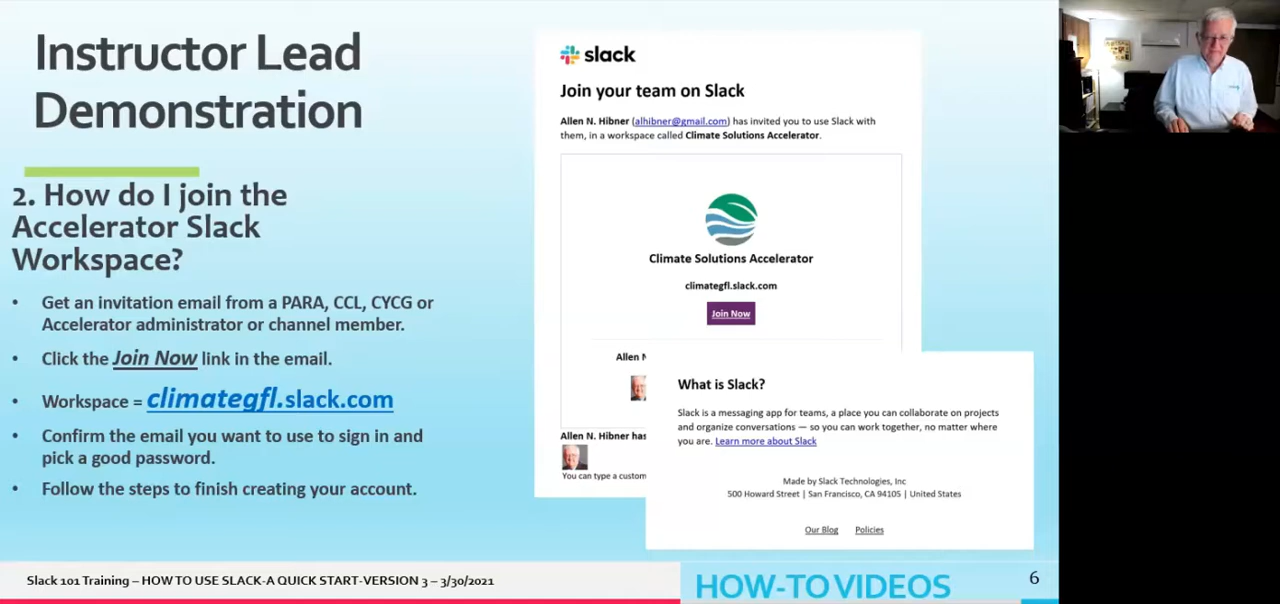 Instructor Lead
Demonstration
2. How do I join the
Accelerator Slack
Workspace?
• Get an invitation email from a PARA, CCL, CYCG or
Accelerator administrator or channel member.
• Click the Join Now link in the email.
• Workspace = climategfl.slack.com
• Confirm the email you want to use to sign in and
pick a good password.
• Follow the steps to finish creating your account.
slack
Join your team on Slack
Allen N. Hibner (alhibner@gmail.com) has invited you to use Slack with
them, in a workspace called Climate Solutions Accelerator.
Climate Solutions Accelerator
climategfl.slack.com
Join Now
Allen N
Allen N. Hibner has
You can type a custom
What is Slack?
Slack is a messaging app for teams, a place you can collaborate on projects
and organize conversations — so you can work together, no matter where
you are. Learn more about Slack
Made by Slack Technologies, Inc
500 Howard Street | San Francisco, CA 94105 | United States
Our Blog Policies
Slack 101 Training – HOW TO USE SLACK-A QUICK START-VERSION 3 – 3/30/2021
HOW-TO VIDEOS
6